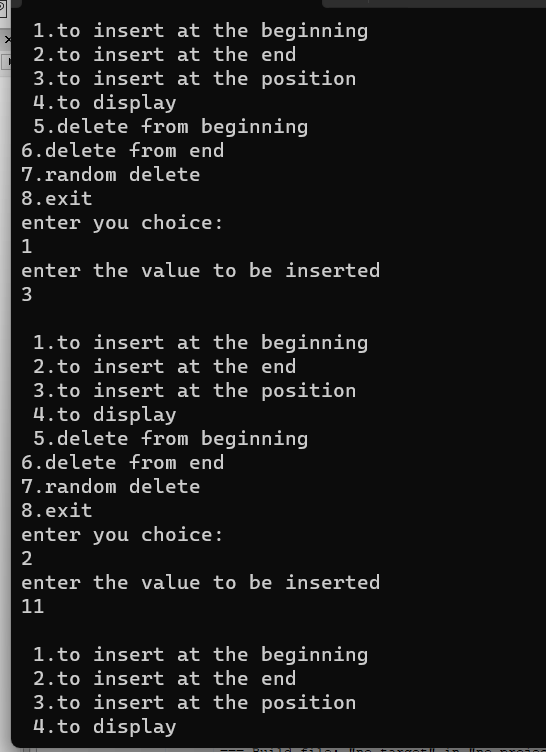 1.to insert at the beginning
2.to insert at the end
3.to insert at the position
4.to display
5.delete from beginning
6.delete from end
7.random delete
8.exit
enter you choice:
1
enter the value to be inserted
3
1.to insert at the beginning
2.to insert at the end
3.to insert at the position
4.to display
5.delete from beginning
6.delete from end
7.random delete
8.exit
enter you choice:
2
enter the value to be inserted
11
1.to insert at the beginning
2.to insert at the end
3.to insert at the position
4.to display